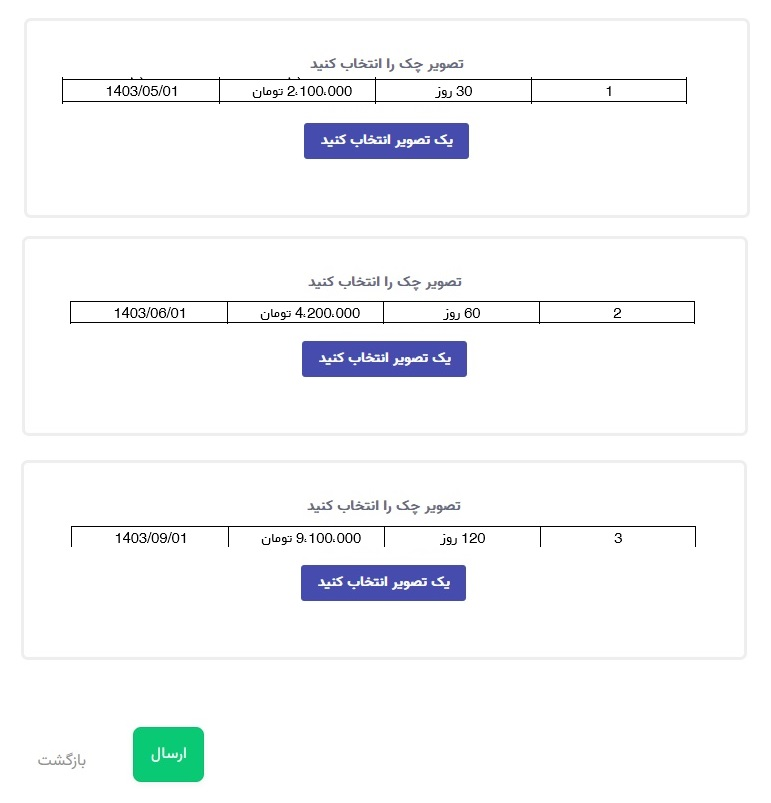 تصویر چک را انتخاب کنید
1 30 روز 2،100،000 تومان 1403/05/01
یک تصویر انتخاب کنید
تصویر چک را انتخاب کنید
2 60 روز 4،200،000 تومان 1403/06/01
یک تصویر انتخاب کنید
تصویر چک را انتخاب کنید
3 120 روز 9،100،000 تومان 1403/09/01
یک تصویر انتخاب کنید
ارسال
بازگشت